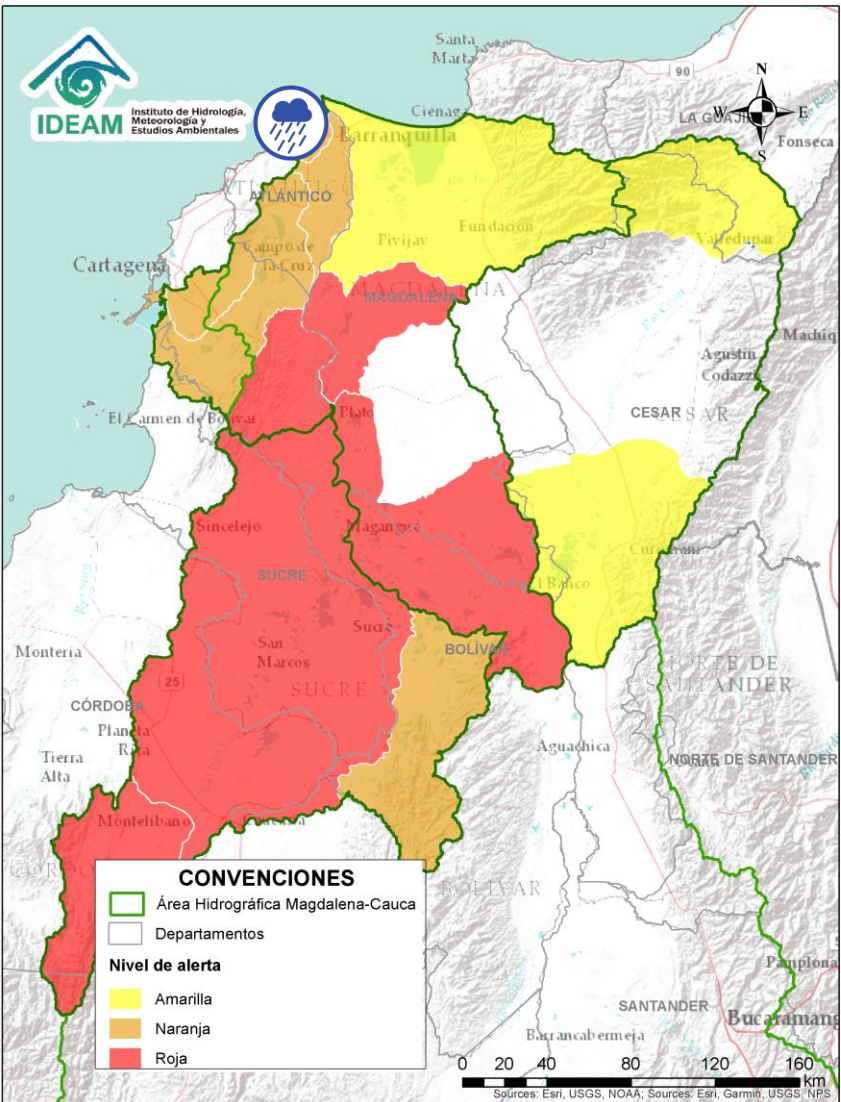 IDEAM
Instituto de Hidrología,
Meteorología y
Estudios Ambientales
Santa
Marta
90
N
W
E
S
LA GUAJIRA
Fonseca
Ciénaga
Barranquilla
ATLÁNTICO
Fundación
Pivijay
Valledupar
Campo de
la Cruz
Cartagena
MAGDALENA
MAGDALENA
Agustín
Codazzi
El Carmen de Bolívar
Plato
CESAR
CESAR
Sincelejo
Magangué
SUCRE
El Banco
Sucre
BOLÍVAR
San
Marcos
SUCRE
Montería
25
CÓRDOBA
Planeta
Rica
Tierra
Alta
NORTE DE
SANTANDER
Aguachica
NORTE DE SANTANDER
Montelibano
BOLÍVAR
CONVENCIONES
Área Hidrográfica Magdalena-Cauca
Departamentos
Nivel de alerta
Amarilla
Naranja
Roja
Pamplona
SANTANDER
Bucaramang
Barrancabermeja
0 20 40 80 120 160
km
Sources: Esri, USGS, NOAA; Sources: Esri, Garmin, USGS, NPS